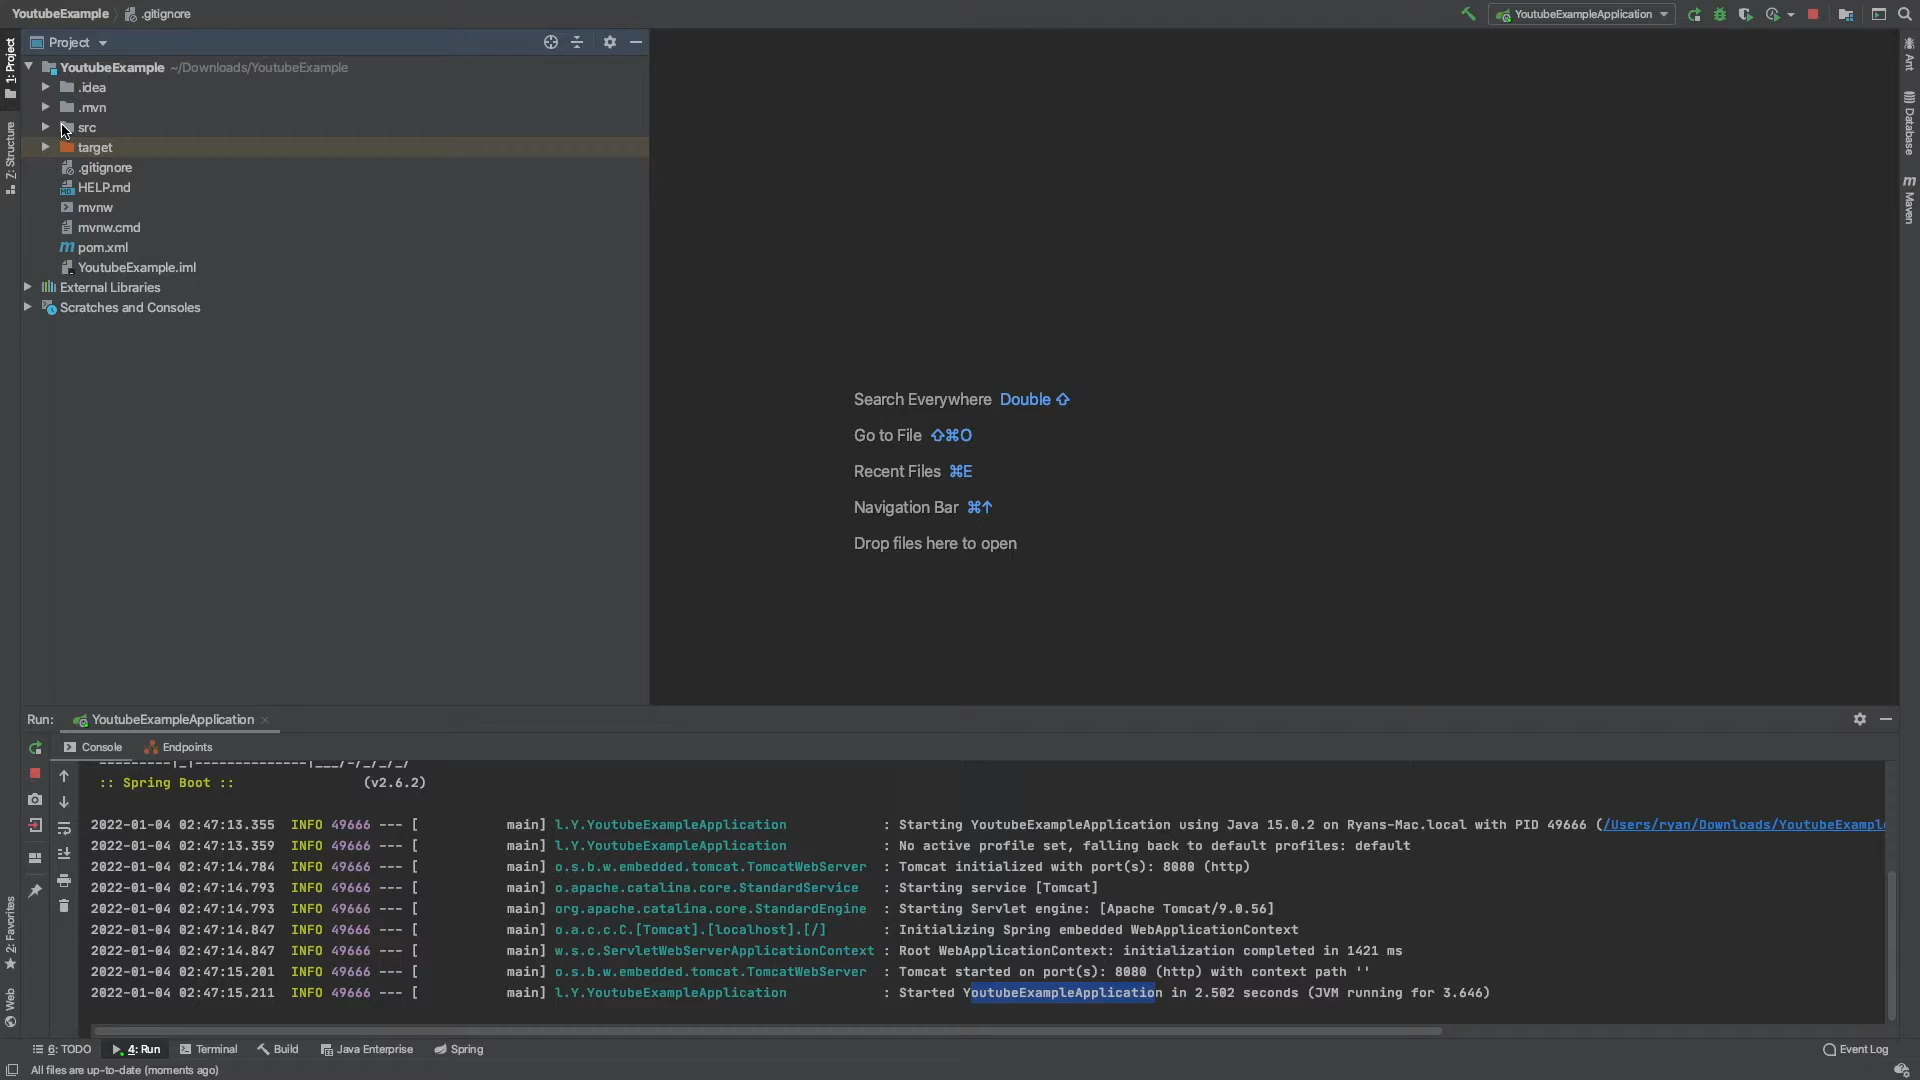 YoutubeExample .gitignore
YoutubeExampleApplication
Project
YoutubeExample ~/Downloads/YoutubeExample
.idea
.mvn
src
target
.gitignore
HELP.md
mvnw
mvnw.cmd
pom.xml
YoutubeExample.iml
External Libraries
Scratches and Consoles
1: Project
7: Structure
2: Favorites
Web
Ant
Database
Maven
Search Everywhere Double ⇧
Go to File ⇧⌘O
Recent Files ⌘E
Navigation Bar ⌘↑
Drop files here to open
Run: YoutubeExampleApplication ×
Console Endpoints
:: Spring Boot :: (v2.6.2)
2022-01-04 02:47:13.355 INFO 49666 --- [ main] l.Y.YoutubeExampleApplication : Starting YoutubeExampleApplication using Java 15.0.2 on Ryans-Mac.local with PID 49666 (/Users/ryan/Downloads/YoutubeExample
2022-01-04 02:47:13.359 INFO 49666 --- [ main] l.Y.YoutubeExampleApplication : No active profile set, falling back to default profiles: default
2022-01-04 02:47:14.784 INFO 49666 --- [ main] o.s.b.w.embedded.tomcat.TomcatWebServer : Tomcat initialized with port(s): 8080 (http)
2022-01-04 02:47:14.793 INFO 49666 --- [ main] o.apache.catalina.core.StandardService : Starting service [Tomcat]
2022-01-04 02:47:14.793 INFO 49666 --- [ main] org.apache.catalina.core.StandardEngine : Starting Servlet engine: [Apache Tomcat/9.0.56]
2022-01-04 02:47:14.847 INFO 49666 --- [ main] o.a.c.c.C.[Tomcat].[localhost].[/] : Initializing Spring embedded WebApplicationContext
2022-01-04 02:47:14.847 INFO 49666 --- [ main] w.s.c.ServletWebServerApplicationContext : Root WebApplicationContext: initialization completed in 1421 ms
2022-01-04 02:47:15.201 INFO 49666 --- [ main] o.s.b.w.embedded.tomcat.TomcatWebServer : Tomcat started on port(s): 8080 (http) with context path ''
2022-01-04 02:47:15.211 INFO 49666 --- [ main] l.Y.YoutubeExampleApplication : Started YoutubeExampleApplication in 2.502 seconds (JVM running for 3.646)
6: TODO 4: Run Terminal Build Java Enterprise Spring Event Log
All files are up-to-date (moments ago)